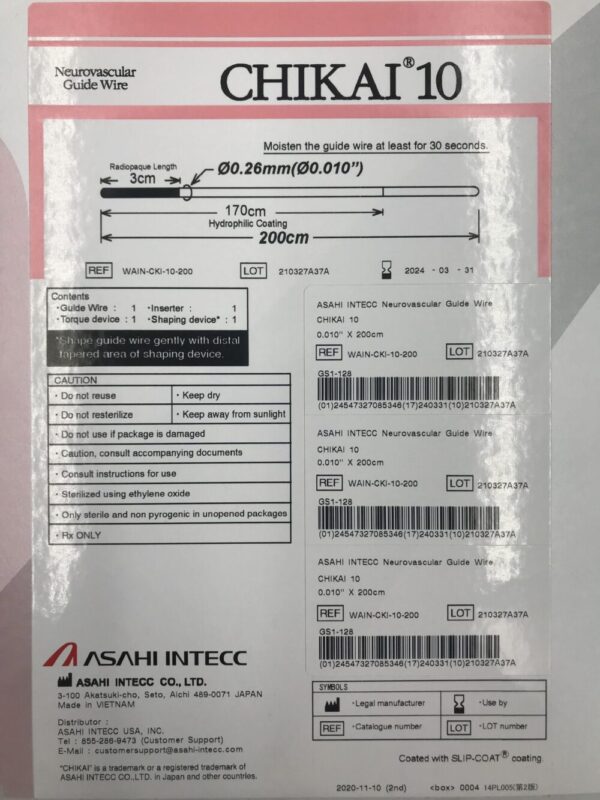 Neurovascular
Guide Wire
CHIKAI®10
Moisten the guide wire at least for 30 seconds.
Radiopaque Length
3cm
Ø0.26mm(Ø0.010")
170cm
Hydrophilic Coating
200cm
REF WAIN-CKI-10-200 LOT 210327A37A 2024 - 03 - 31
Contents
·Guide Wire : 1 ·Inserter : 1
·Torque device : 1 ·Shaping device* : 1
*Shape guide wire gently with distal
tapered area of shaping device.
CAUTION
· Do not reuse · Keep dry
· Do not resterilize · Keep away from sunlight
· Do not use if package is damaged
· Caution, consult accompanying documents
· Consult instructions for use
· Sterilized using ethylene oxide
· Only sterile and non pyrogenic in unopened packages
· Rx ONLY
ASAHI INTECC Neurovascular Guide Wire
CHIKAI 10
0.010" X 200cm
REF WAIN-CKI-10-200 LOT 210327A37A
GS1-128
(01)24547327085346(17)240331(10)210327A37A
ASAHI INTECC Neurovascular Guide Wire
CHIKAI 10
0.010" X 200cm
REF WAIN-CKI-10-200 LOT 210327A37A
GS1-128
(01)24547327085346(17)240331(10)210327A37A
ASAHI INTECC Neurovascular Guide Wire
CHIKAI 10
0.010" X 200cm
REF WAIN-CKI-10-200 LOT 210327A37A
GS1-128
(01)24547327085346(17)240331(10)210327A37A
ASAHI INTECC
ASAHI INTECC CO., LTD.
3-100 Akatsuki-cho, Seto, Aichi 489-0071 JAPAN
Made in VIETNAM
Distributor :
ASAHI INTECC USA, INC.
Tel : 855-286-9473 (Customer Support)
E-Mail : customersupport@asahi-intecc.com
"CHIKAI" is a trademark or a registered trademark of
ASAHI INTECC CO.,LTD. in Japan and other countries.
SYMBOLS
·Legal manufacturer ·Use by
REF ·Catalogue number LOT ·LOT number
Coated with SLIP-COAT® coating.
2020-11-10 (2nd) <box> 0004 14PL005(第2版)